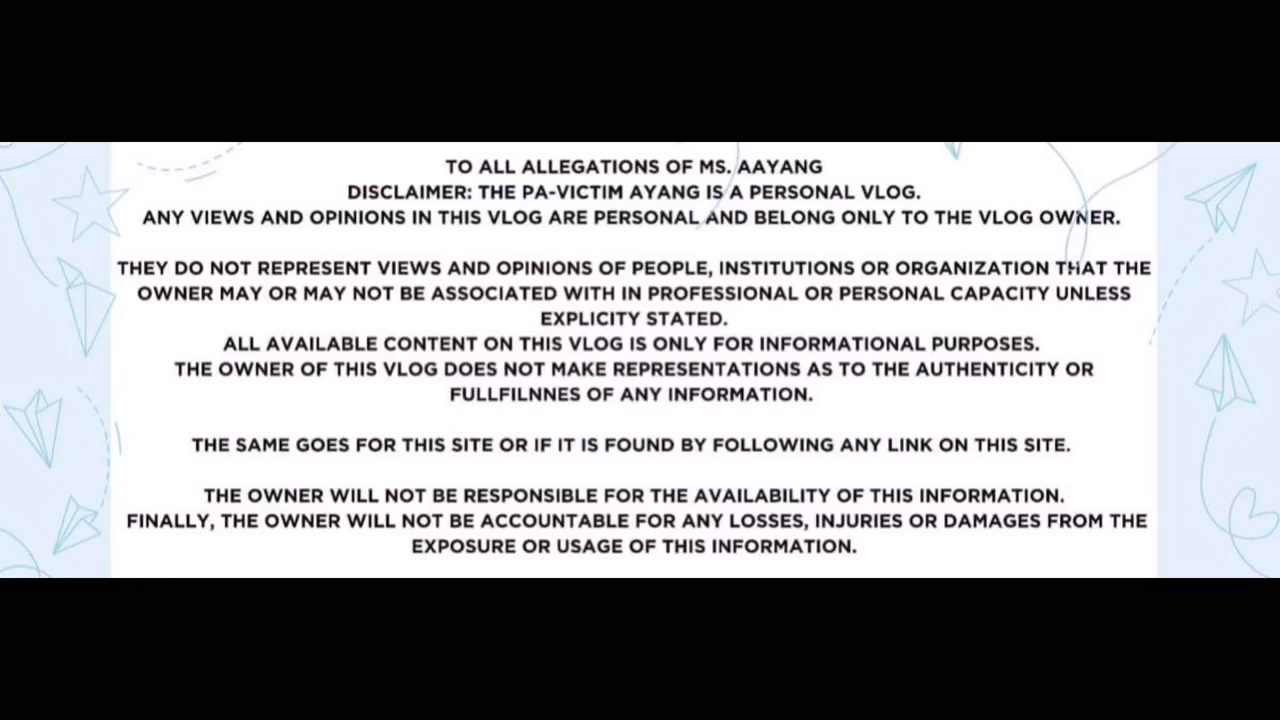 TO ALL ALLEGATIONS OF MS. AAYANG
DISCLAIMER: THE PA-VICTIM AYANG IS A PERSONAL VLOG.
ANY VIEWS AND OPINIONS IN THIS VLOG ARE PERSONAL AND BELONG ONLY TO THE VLOG OWNER.
THEY DO NOT REPRESENT VIEWS AND OPINIONS OF PEOPLE, INSTITUTIONS OR ORGANIZATION THAT THE
OWNER MAY OR MAY NOT BE ASSOCIATED WITH IN PROFESSIONAL OR PERSONAL CAPACITY UNLESS
EXPLICITY STATED.
ALL AVAILABLE CONTENT ON THIS VLOG IS ONLY FOR INFORMATIONAL PURPOSES.
THE OWNER OF THIS VLOG DOES NOT MAKE REPRESENTATIONS AS TO THE AUTHENTICITY OR
FULLFILNNES OF ANY INFORMATION.
THE SAME GOES FOR THIS SITE OR IF IT IS FOUND BY FOLLOWING ANY LINK ON THIS SITE.
THE OWNER WILL NOT BE RESPONSIBLE FOR THE AVAILABILITY OF THIS INFORMATION.
FINALLY, THE OWNER WILL NOT BE ACCOUNTABLE FOR ANY LOSSES, INJURIES OR DAMAGES FROM THE
EXPOSURE OR USAGE OF THIS INFORMATION.